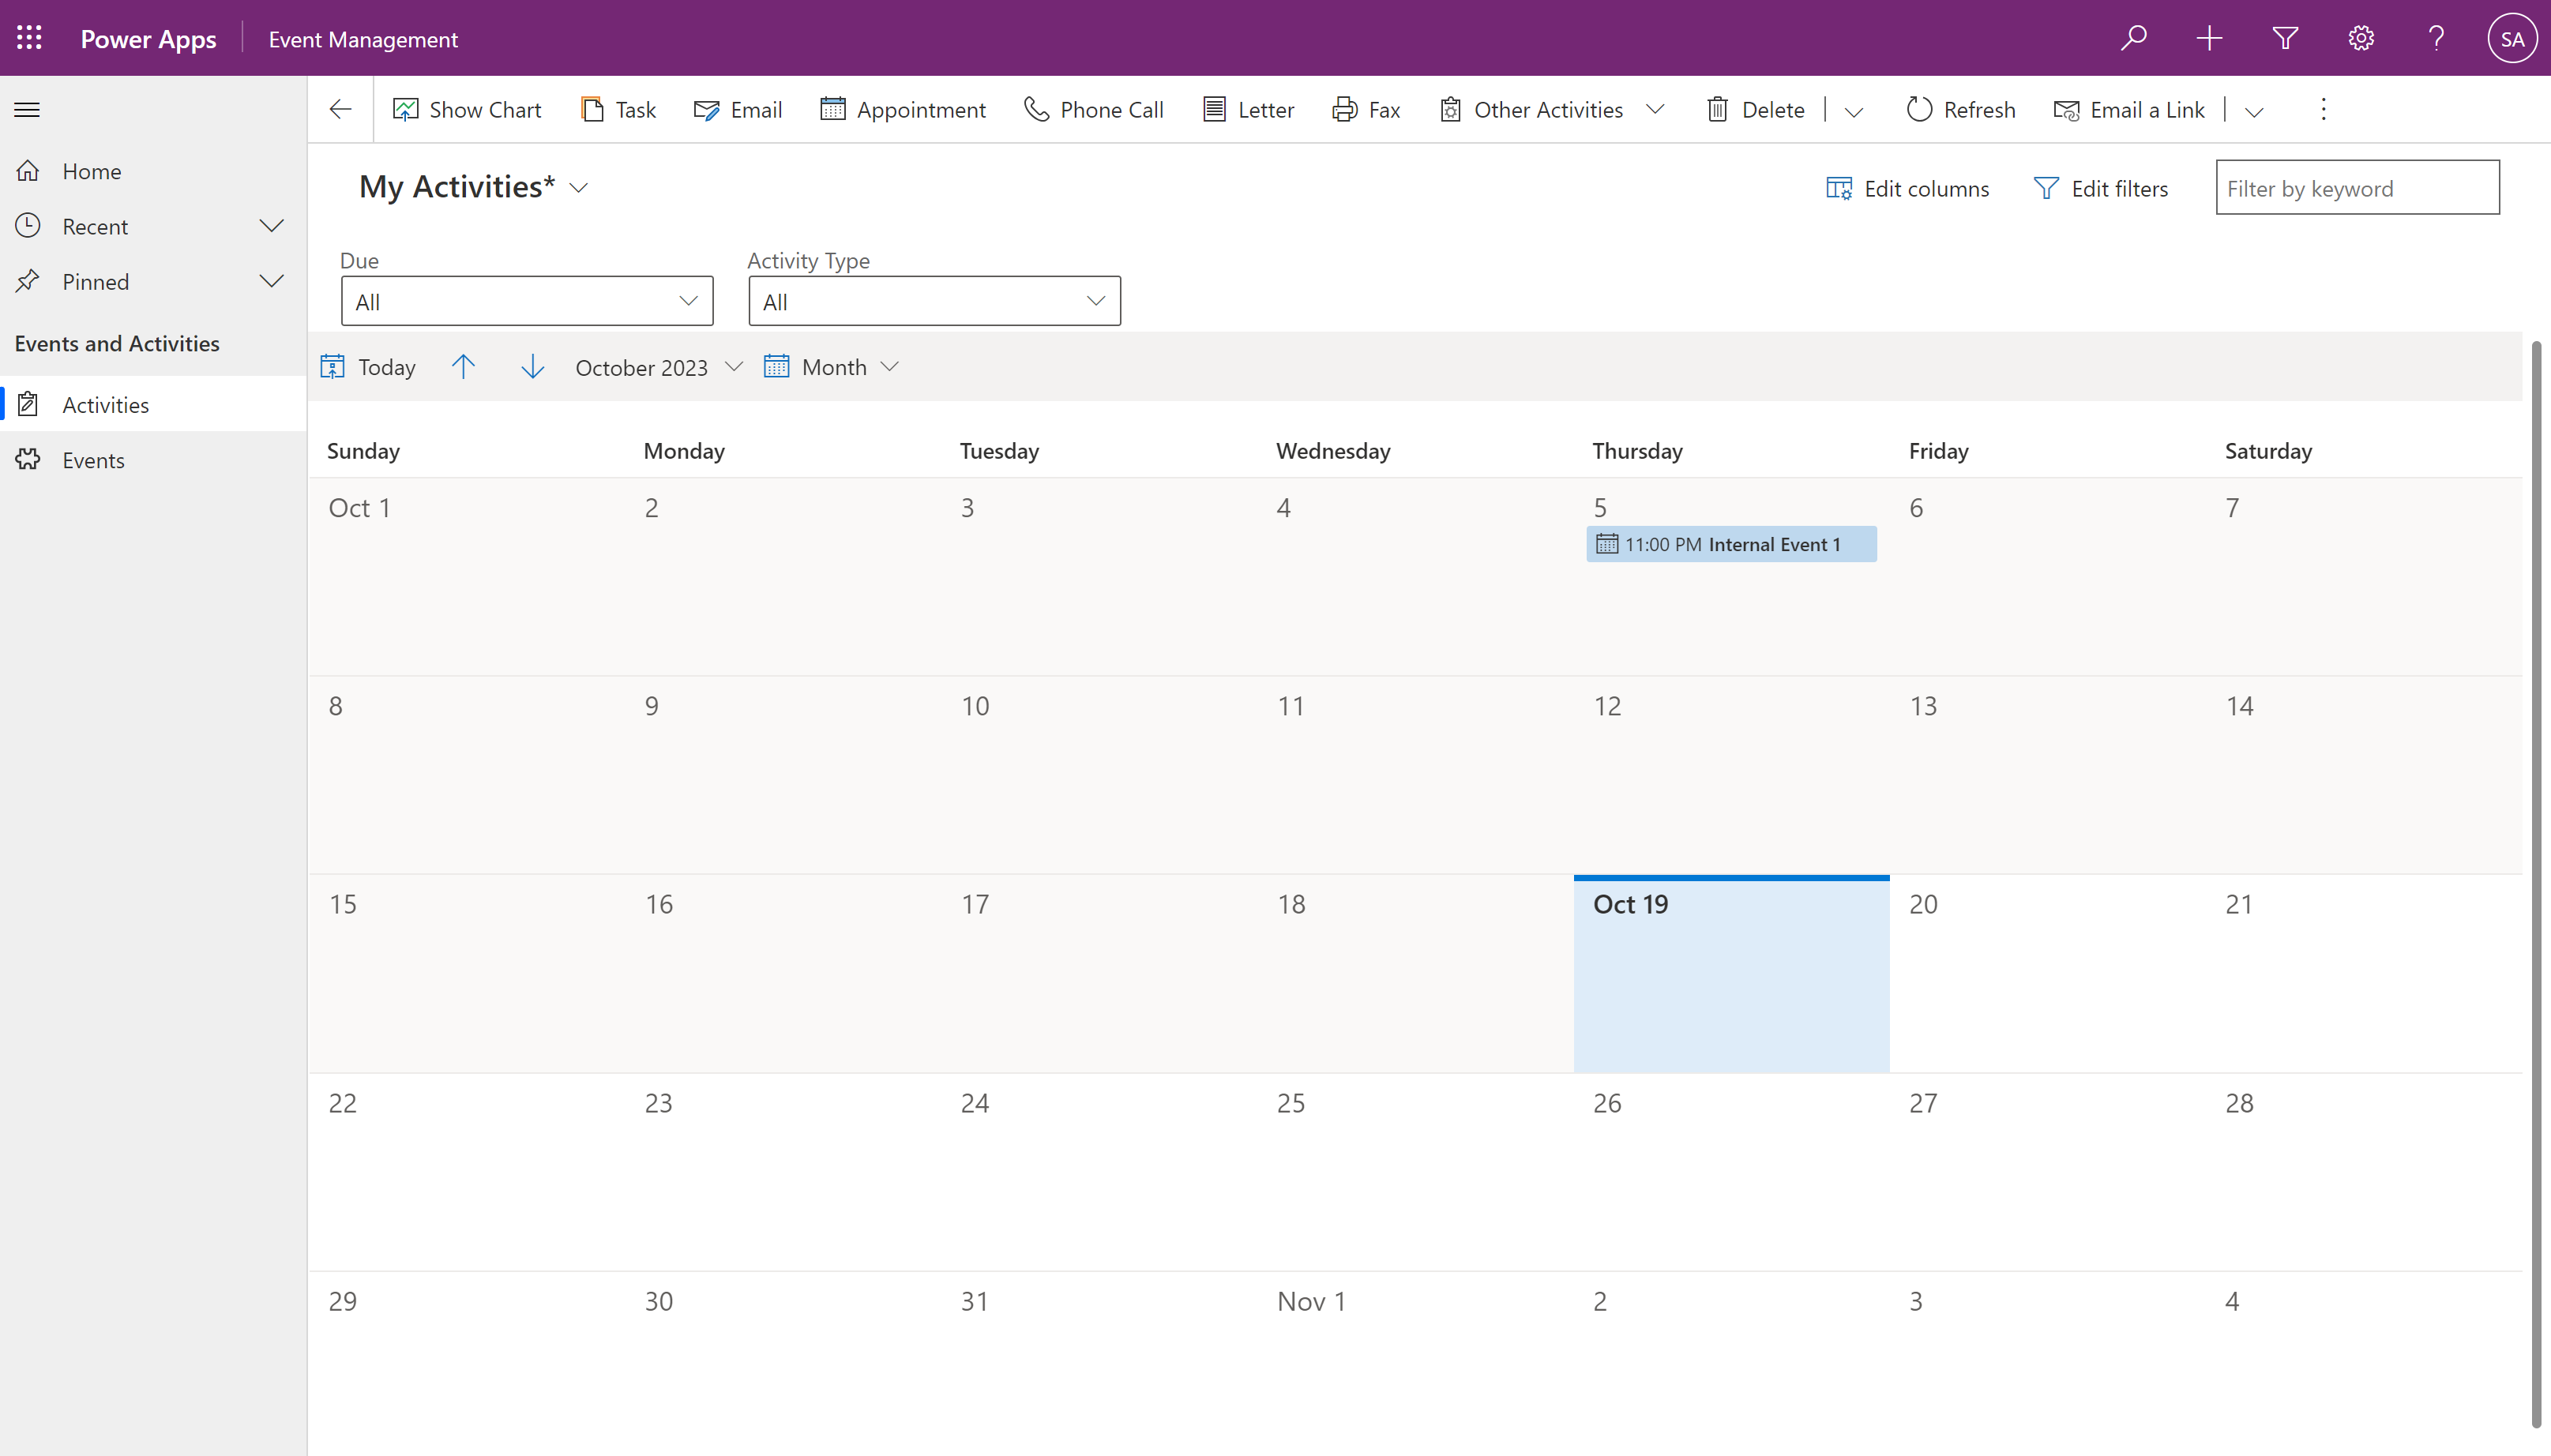 Power Apps Event Management SA
Show Chart Task Email Appointment Phone Call Letter Fax Other Activities Delete Refresh Email a Link
Home
Recent
Pinned
Events and Activities
Activities
Events
My Activities* Edit columns Edit filters Filter by keyword
Due Activity Type
All All
Today October 2023 Month
Sunday Monday Tuesday Wednesday Thursday Friday Saturday
Oct 1 2 3 4 5 6 7
11:00 PM Internal Event 1
8 9 10 11 12 13 14
15 16 17 18 Oct 19 20 21
22 23 24 25 26 27 28
29 30 31 Nov 1 2 3 4